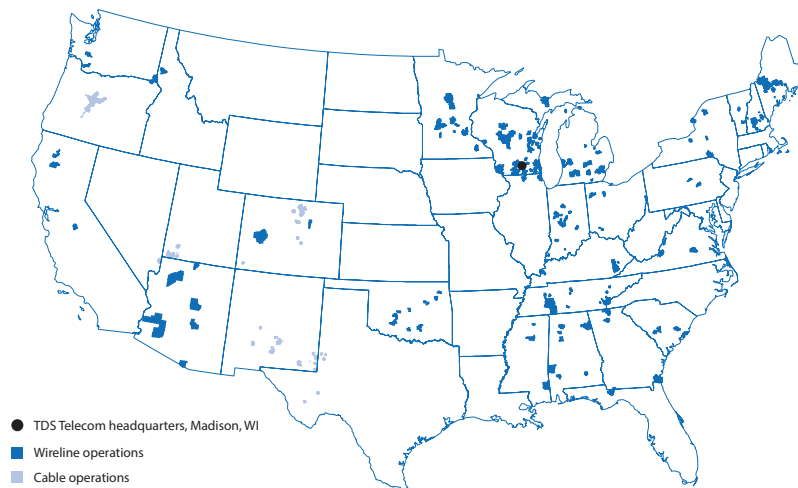 TDS Telecom headquarters, Madison, WI
Wireline operations
Cable operations